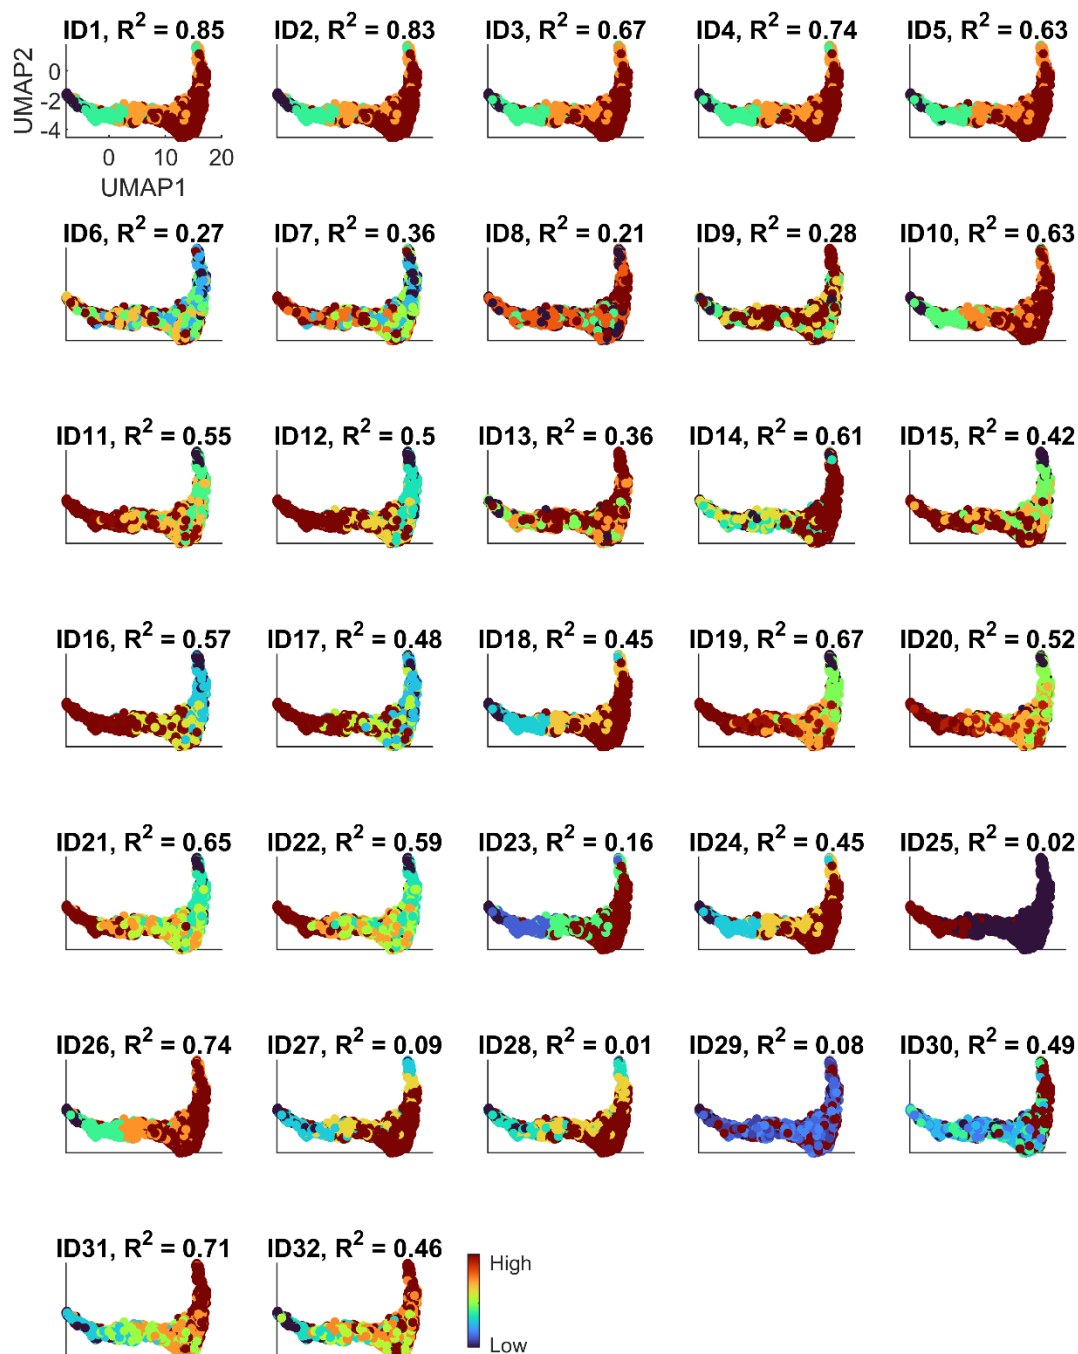 ID1, R² = 0.85
ID2, R² = 0.83
ID3, R² = 0.67
ID4, R² = 0.74
ID5, R² = 0.63
UMAP2
0
-2
-4
0 10 20
UMAP1
ID6, R² = 0.27
ID7, R² = 0.36
ID8, R² = 0.21
ID9, R² = 0.28
ID10, R² = 0.63
ID11, R² = 0.55
ID12, R² = 0.5
ID13, R² = 0.36
ID14, R² = 0.61
ID15, R² = 0.42
ID16, R² = 0.57
ID17, R² = 0.48
ID18, R² = 0.45
ID19, R² = 0.67
ID20, R² = 0.52
ID21, R² = 0.65
ID22, R² = 0.59
ID23, R² = 0.16
ID24, R² = 0.45
ID25, R² = 0.02
ID26, R² = 0.74
ID27, R² = 0.09
ID28, R² = 0.01
ID29, R² = 0.08
ID30, R² = 0.49
ID31, R² = 0.71
ID32, R² = 0.46
High
Low